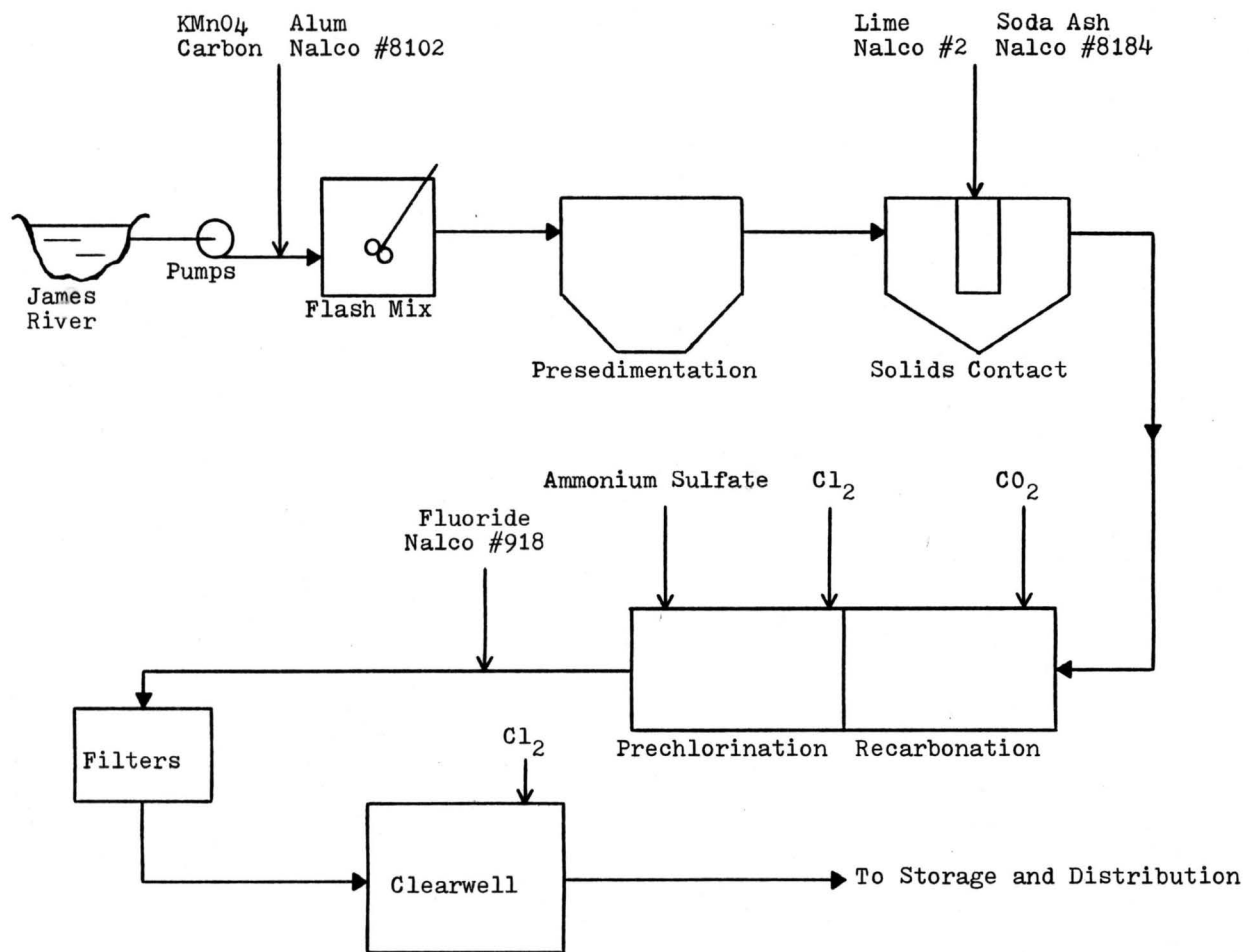 KMnO4 Alum
Carbon Nalco #8102
Lime Soda Ash
Nalco #2 Nalco #8184
James
River
Pumps
Flash Mix
Presedimentation
Solids Contact
Ammonium Sulfate
Cl2
CO2
Fluoride
Nalco #918
Prechlorination
Recarbonation
Filters
Cl2
Clearwell
To Storage and Distribution